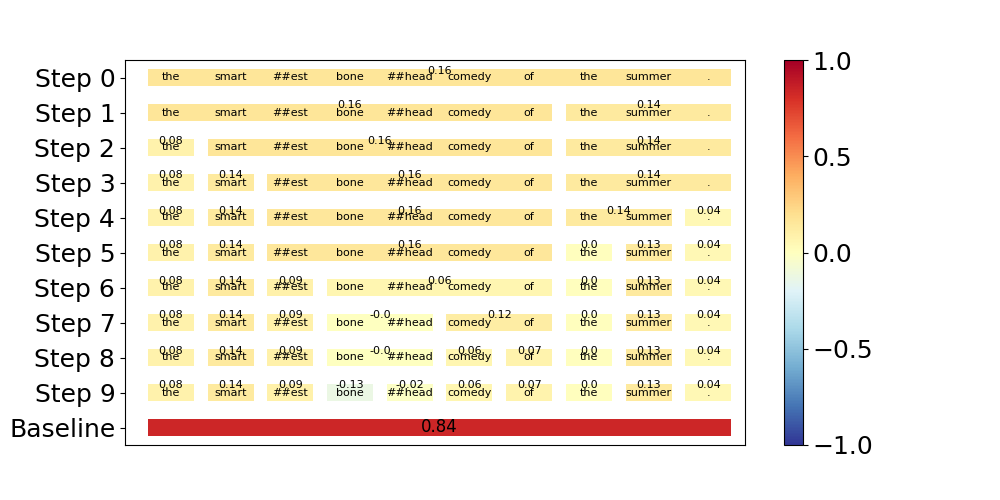 0.16
Step 0 the smart ##est bone ##head comedy of the summer .
0.16 0.14
Step 1 the smart ##est bone ##head comedy of the summer .
0.08 0.16 0.14
Step 2 the smart ##est bone ##head comedy of the summer .
0.08 0.14 0.16 0.14
Step 3 the smart ##est bone ##head comedy of the summer .
0.08 0.14 0.16 0.14 0.04
Step 4 the smart ##est bone ##head comedy of the summer .
0.08 0.14 0.16 0.0 0.13 0.04
Step 5 the smart ##est bone ##head comedy of the summer .
0.08 0.14 0.09 0.06 0.0 0.13 0.04
Step 6 the smart ##est bone ##head comedy of the summer .
0.08 0.14 0.09 -0.0 0.12 0.0 0.13 0.04
Step 7 the smart ##est bone ##head comedy of the summer .
0.08 0.14 0.09 -0.0 0.06 0.07 0.0 0.13 0.04
Step 8 the smart ##est bone ##head comedy of the summer .
0.08 0.14 0.09 -0.13 -0.02 0.06 0.07 0.0 0.13 0.04
Step 9 the smart ##est bone ##head comedy of the summer .
Baseline 0.84
1.0
0.5
0.0
−0.5
−1.0